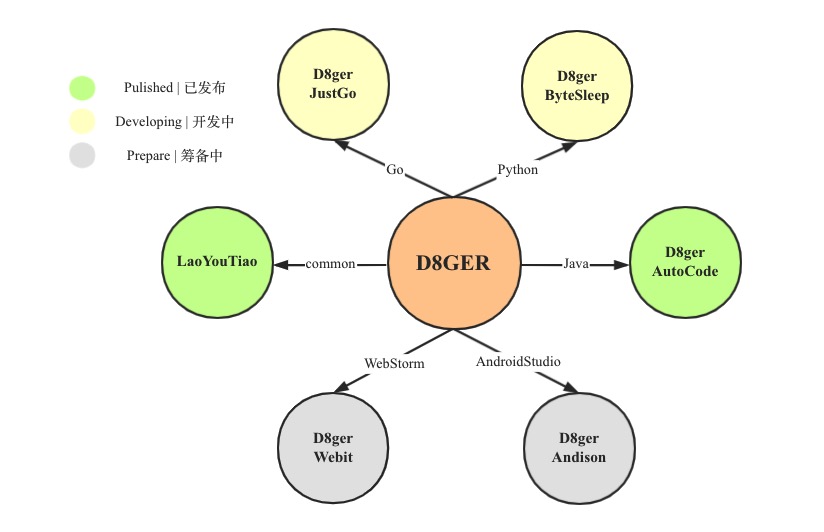 D8ger
JustGo
D8ger
ByteSleep
Pulished | 已发布
Developing | 开发中
Prepare | 筹备中
Go
Python
LaoYouTiao
common
D8GER
Java
D8ger
AutoCode
WebStorm
AndroidStudio
D8ger
Webit
D8ger
Andison